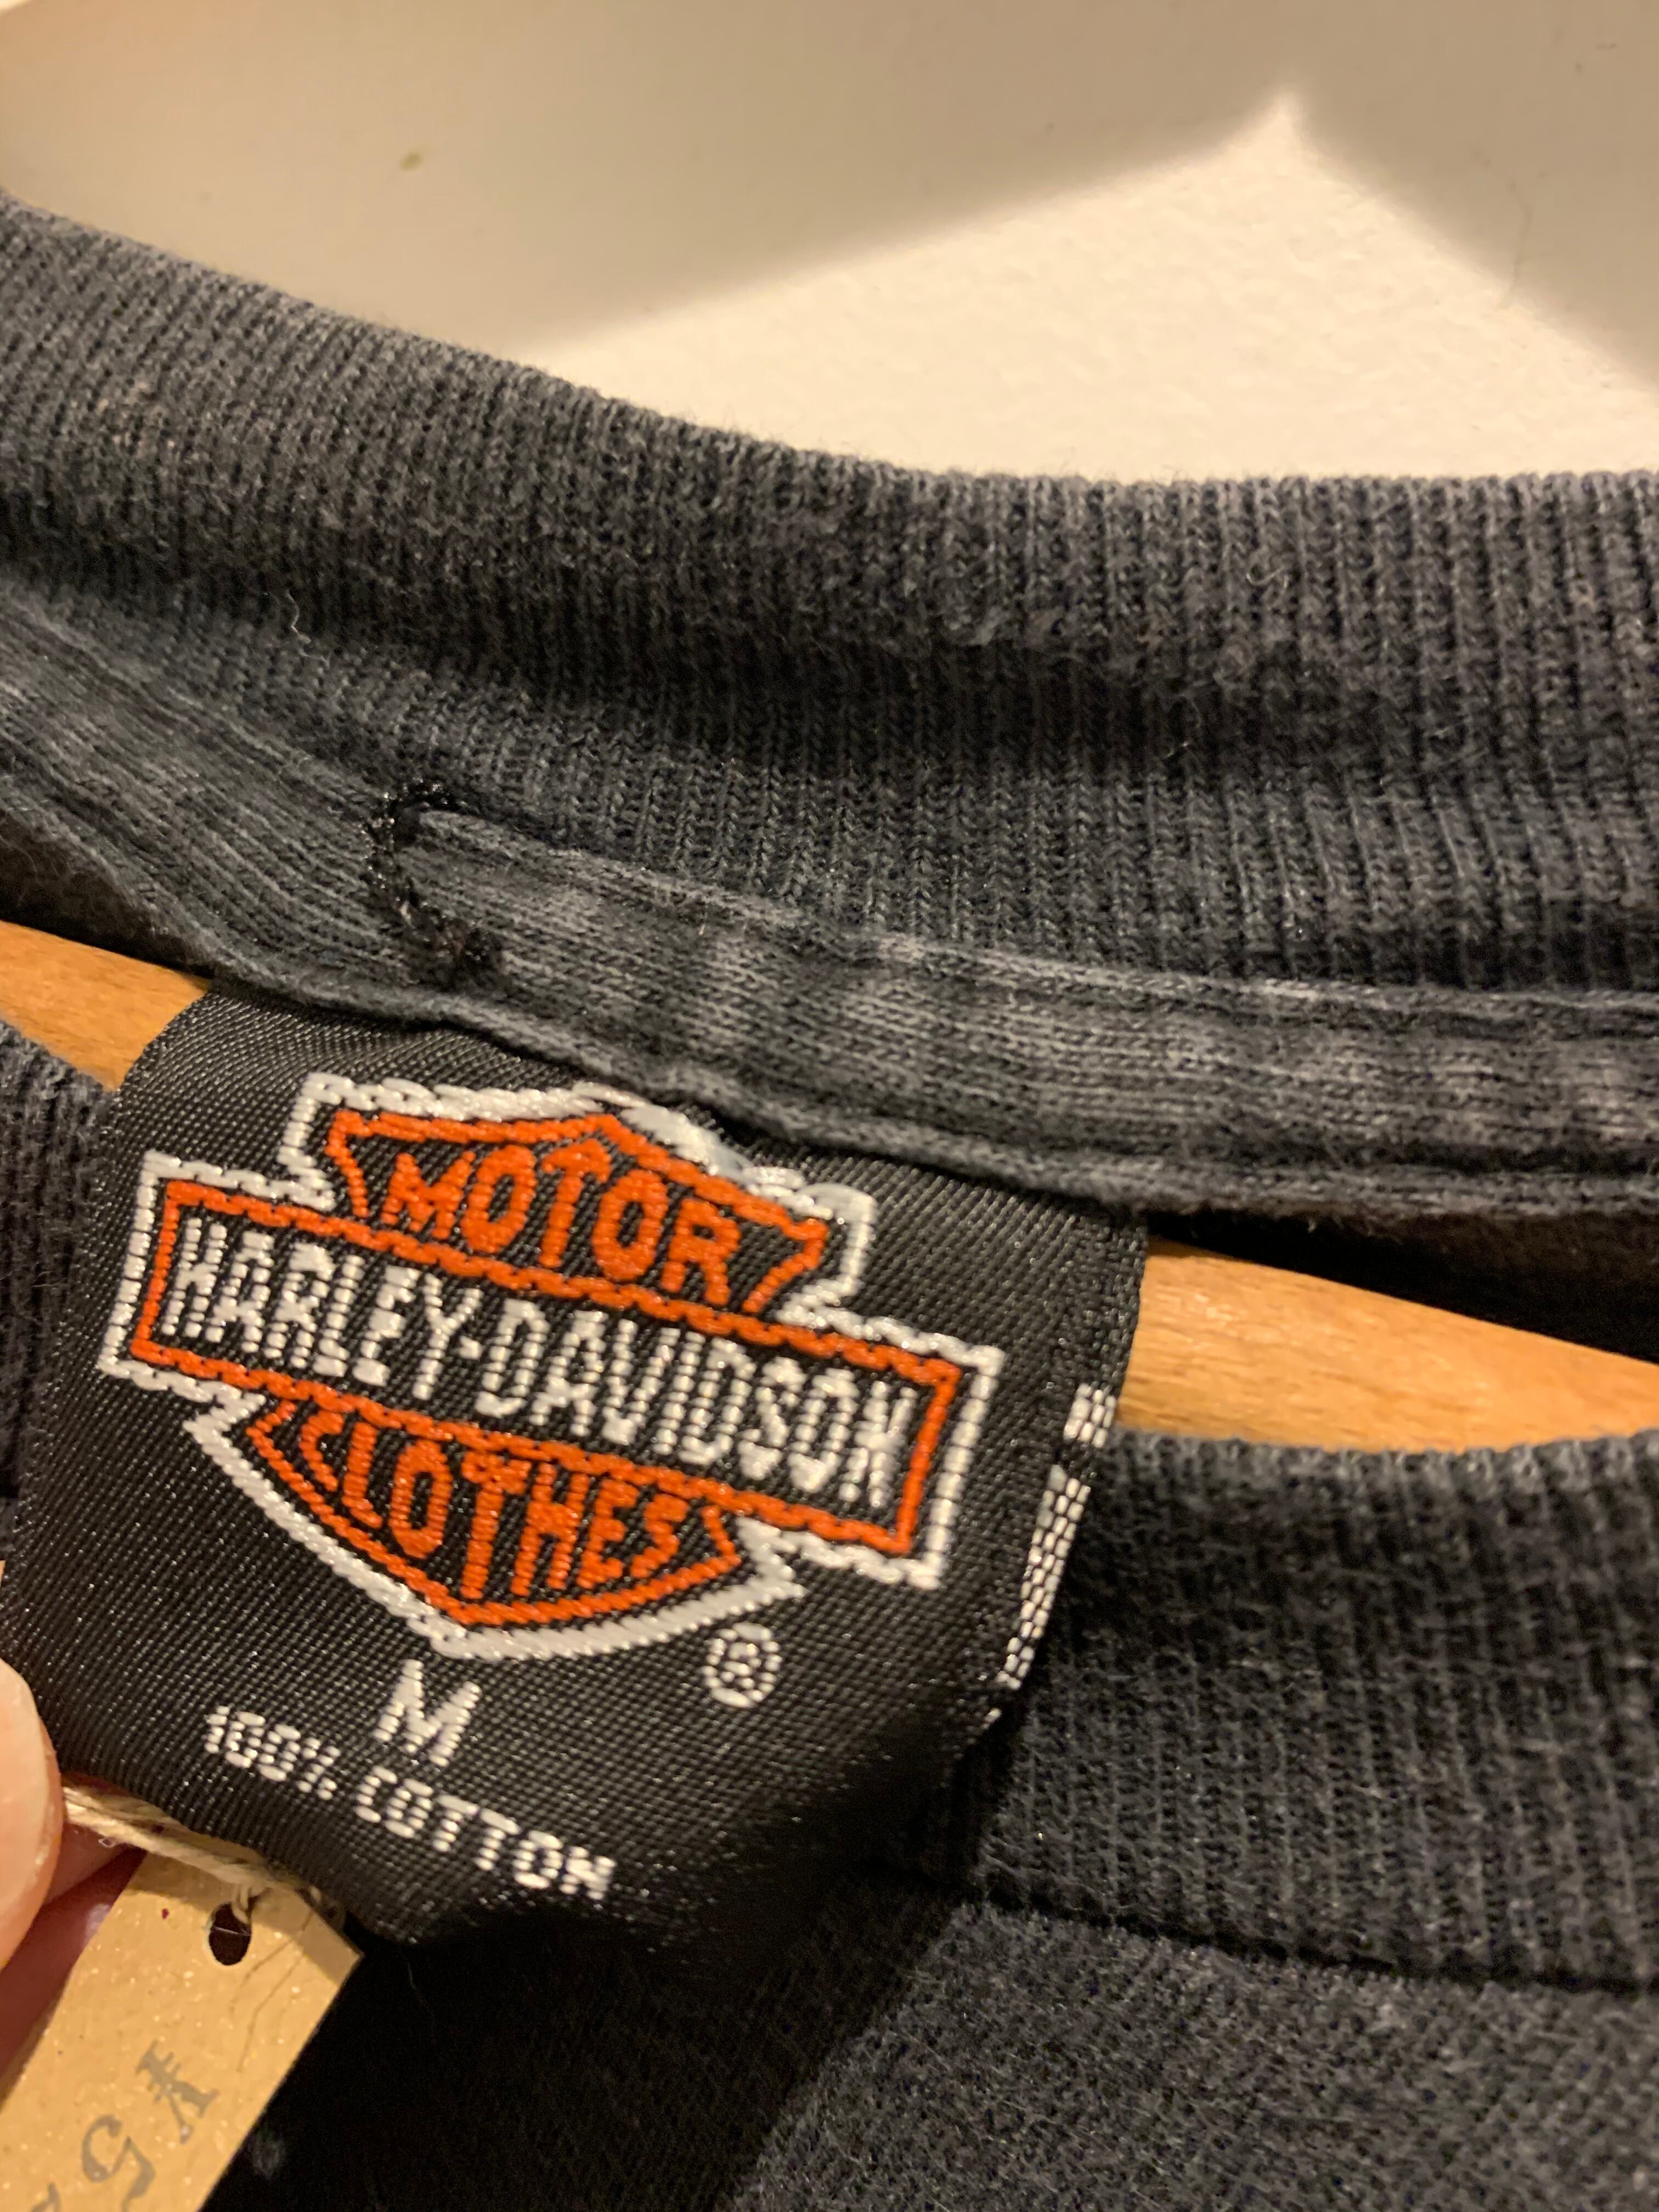 MOTOR
HARLEY-DAVIDSON
CLOTHES
®
M
100% COTTON